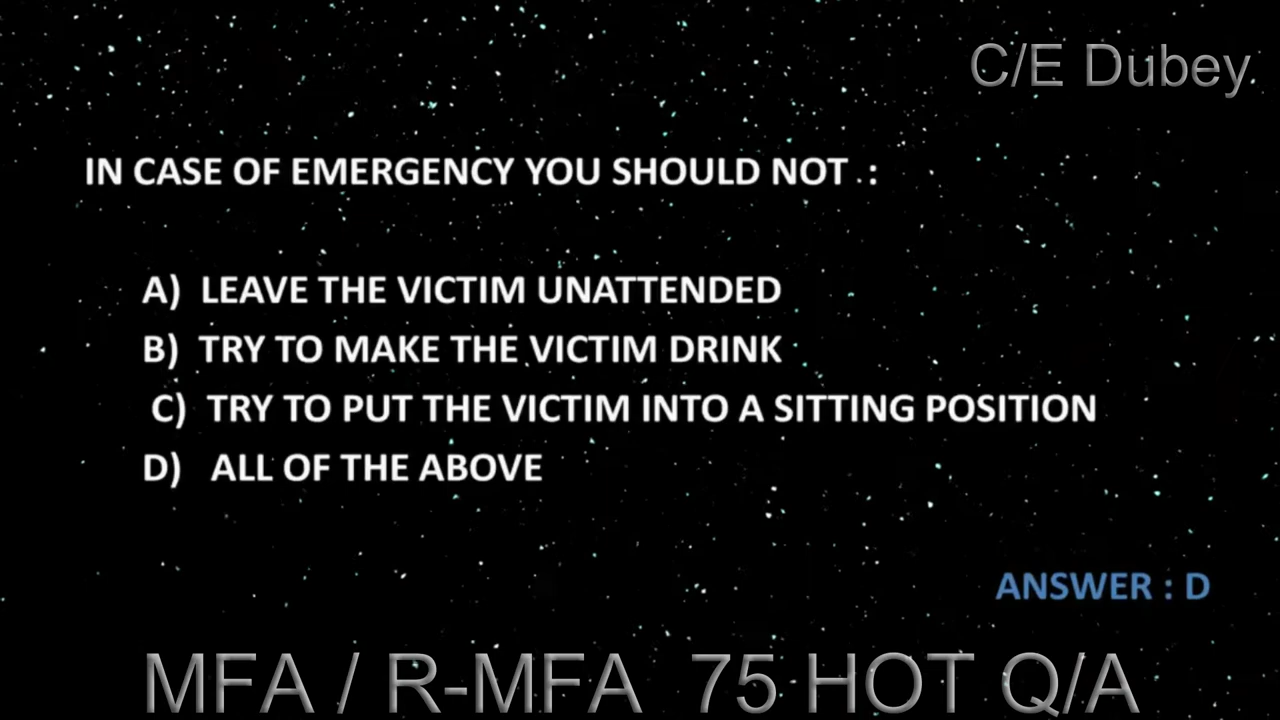 C/E Dubey
IN CASE OF EMERGENCY YOU SHOULD NOT :
A) LEAVE THE VICTIM UNATTENDED
B) TRY TO MAKE THE VICTIM DRINK
C) TRY TO PUT THE VICTIM INTO A SITTING POSITION
D) ALL OF THE ABOVE
ANSWER : D
MFA / R-MFA 75 HOT Q/A